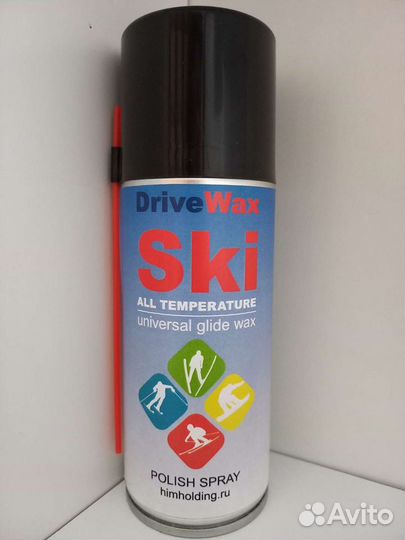 DriveWax
Ski
ALL TEMPERATURE
universal glide wax
POLISH SPRAY
himholding.ru
Avito